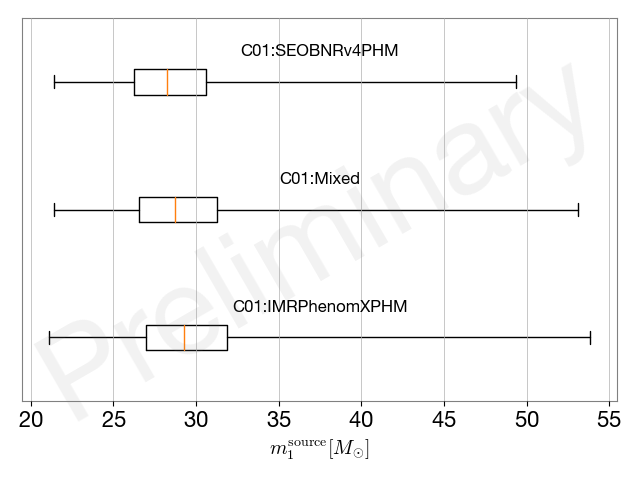 C01:SEOBNRv4PHM
C01:Mixed
C01:IMRPhenomXPHM
Preliminary
20 25 30 35 40 45 50 55
m₁^source [M⊙]